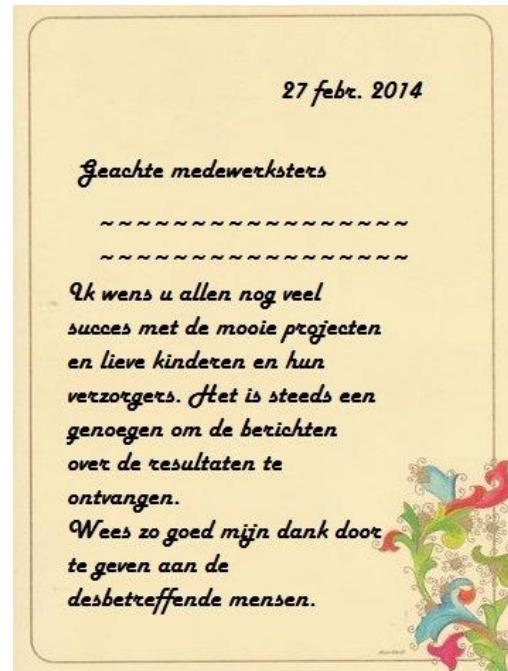 27 febr. 2014
Geachte medewerksters
~ ~ ~ ~ ~ ~ ~ ~ ~ ~ ~ ~ ~ ~ ~ ~ ~
~ ~ ~ ~ ~ ~ ~ ~ ~ ~ ~ ~ ~ ~ ~ ~ ~
Ik wens u allen nog veel
succes met de mooie projecten
en lieve kinderen en hun
verzorgers. Het is steeds een
genoegen om de berichten
over de resultaten te
ontvangen.
Wees zo goed mijn dank door
te geven aan de
desbetreffende mensen.